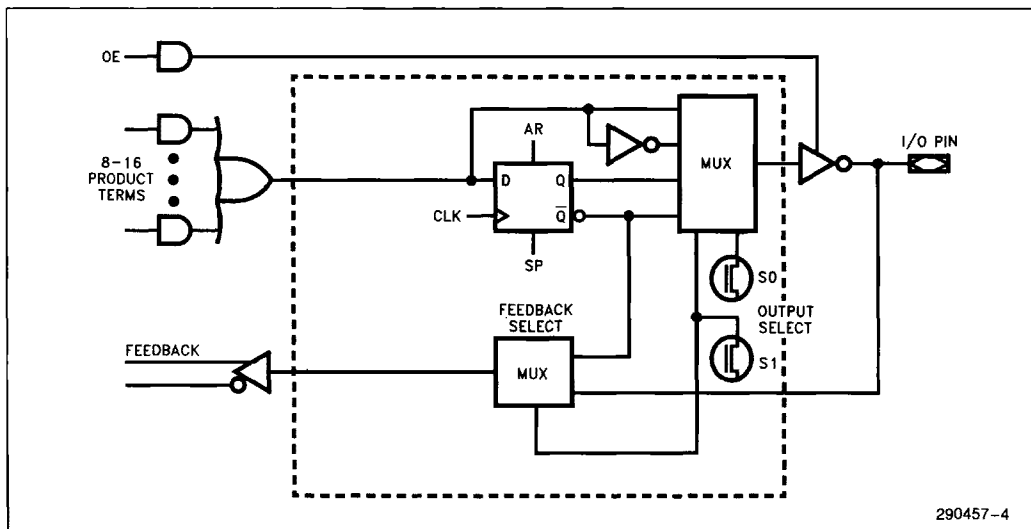 OE
8-16
PRODUCT
TERMS
AR
D
Q
CLK
Q̅
SP
MUX
I/O PIN
S0
OUTPUT
SELECT
S1
FEEDBACK
SELECT
MUX
FEEDBACK
290457-4